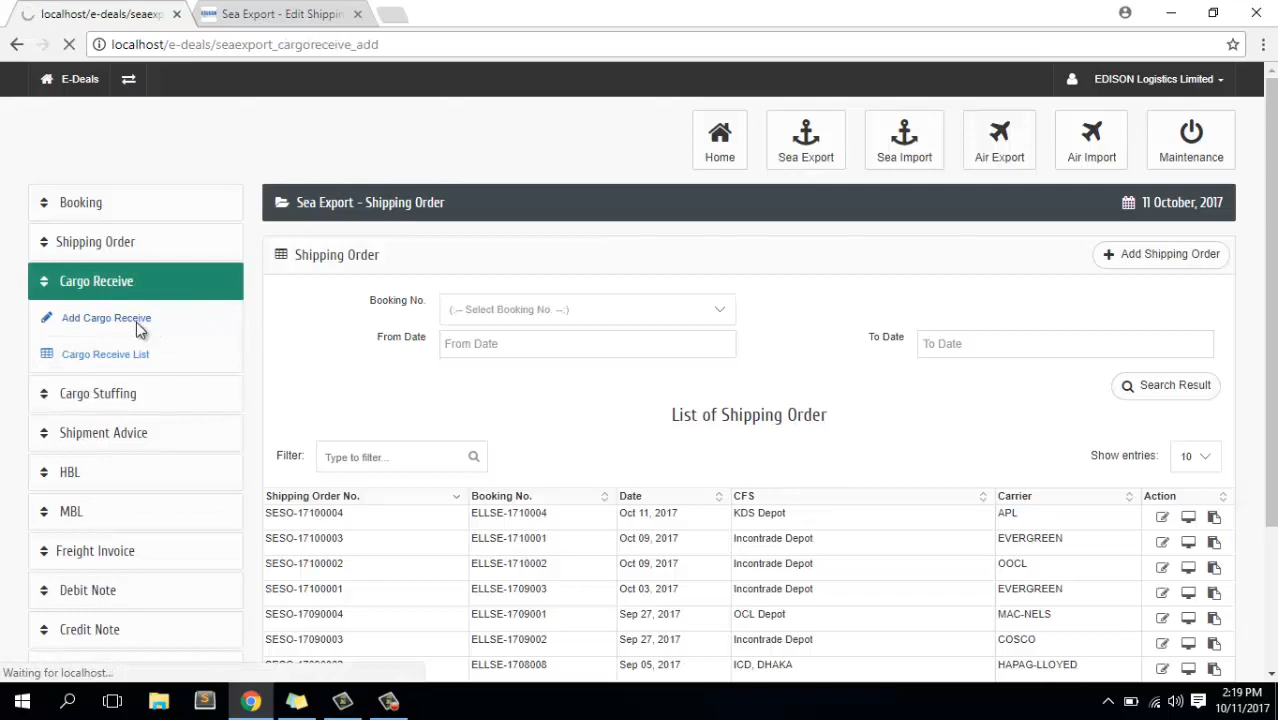 localhost/e-deals/seaexp
Sea Export - Edit Shippin
localhost/e-deals/seaexport_cargoreceive_add
E-Deals
EDISON Logistics Limited
Home
Sea Export
Sea Import
Air Export
Air Import
Maintenance
Booking
Shipping Order
Cargo Receive
Add Cargo Receive
Cargo Receive List
Cargo Stuffing
Shipment Advice
HBL
MBL
Freight Invoice
Debit Note
Credit Note
Sea Export - Shipping Order
11 October, 2017
Shipping Order
Add Shipping Order
Booking No.
(.-- Select Booking No. --:)
From Date
From Date
To Date
To Date
Search Result
List of Shipping Order
Filter:
Type to filter...
Show entries:
10
Shipping Order No. Booking No. Date CFS Carrier Action
SESO-17100004 ELLSE-1710004 Oct 11, 2017 KDS Depot APL
SESO-17100003 ELLSE-1710001 Oct 09, 2017 Incontrade Depot EVERGREEN
SESO-17100002 ELLSE-1710002 Oct 09, 2017 Incontrade Depot OOCL
SESO-17100001 ELLSE-1709003 Oct 03, 2017 Incontrade Depot EVERGREEN
SESO-17090004 ELLSE-1709001 Sep 27, 2017 OCL Depot MAC-NELS
SESO-17090003 ELLSE-1709002 Sep 27, 2017 Incontrade Depot COSCO
ELLSE-1708008 Sep 05, 2017 ICD, DHAKA HAPAG-LLOYD
Waiting for localhost...
2:19 PM
10/11/2017